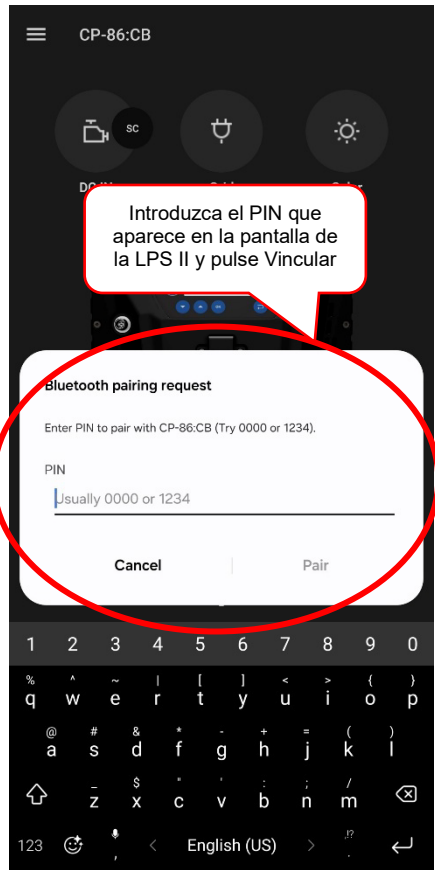 CP-86:CB
SC
Introduzca el PIN que
aparece en la pantalla de
la LPS II y pulse Vincular
Bluetooth pairing request
Enter PIN to pair with CP-86:CB (Try 0000 or 1234).
PIN
Usually 0000 or 1234
Cancel Pair
1 2 3 4 5 6 7 8 9 0
% ^ ~ | [ ] < > { }
q w e r t y u i o p
@ # & * - + = ( )
a s d f g h j k l
_ $ " ' : ; /
z x c v b n m
123 , < English (US) > ,!? .